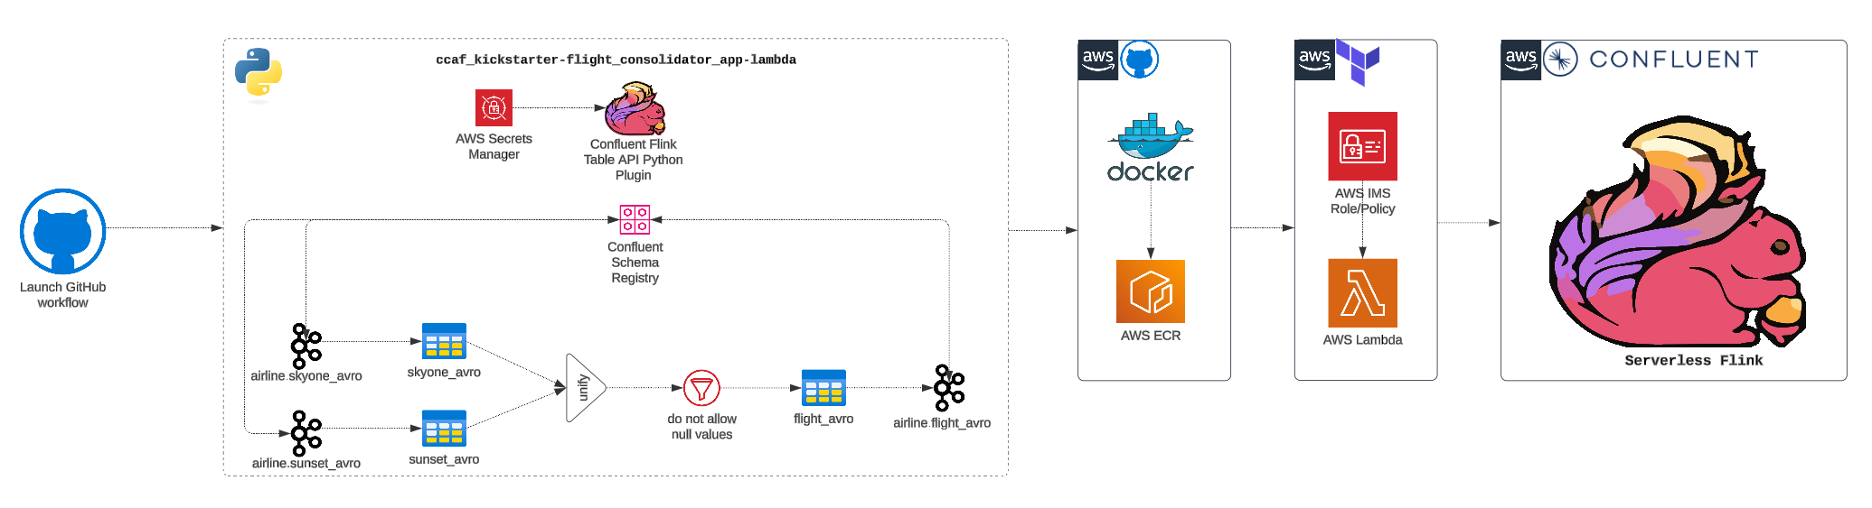 ccaf_kickstarter-flight_consolidator_app-lambda
AWS Secrets
Manager
Confluent Flink
Table API Python
Plugin
Launch GitHub
workflow
Confluent
Schema
Registry
airline.skyone_avro
skyone_avro
airline.sunset_avro
sunset_avro
unify
do not allow
null values
flight_avro
airline.flight_avro
aws
docker
AWS ECR
aws
AWS IMS
Role/Policy
AWS Lambda
aws
CONFLUENT
Serverless Flink